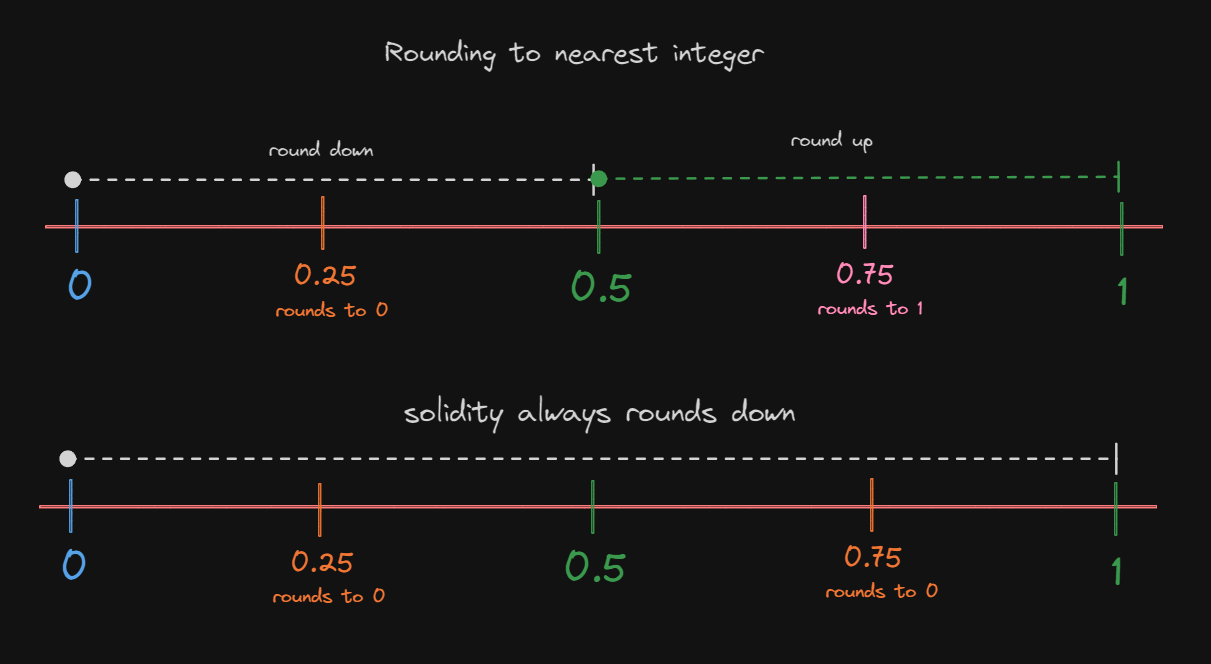 Rounding to nearest integer
round down
round up
0
0.25
0.5
0.75
1
rounds to 0
rounds to 1
solidity always rounds down
0
0.25
0.5
0.75
1
rounds to 0
rounds to 0